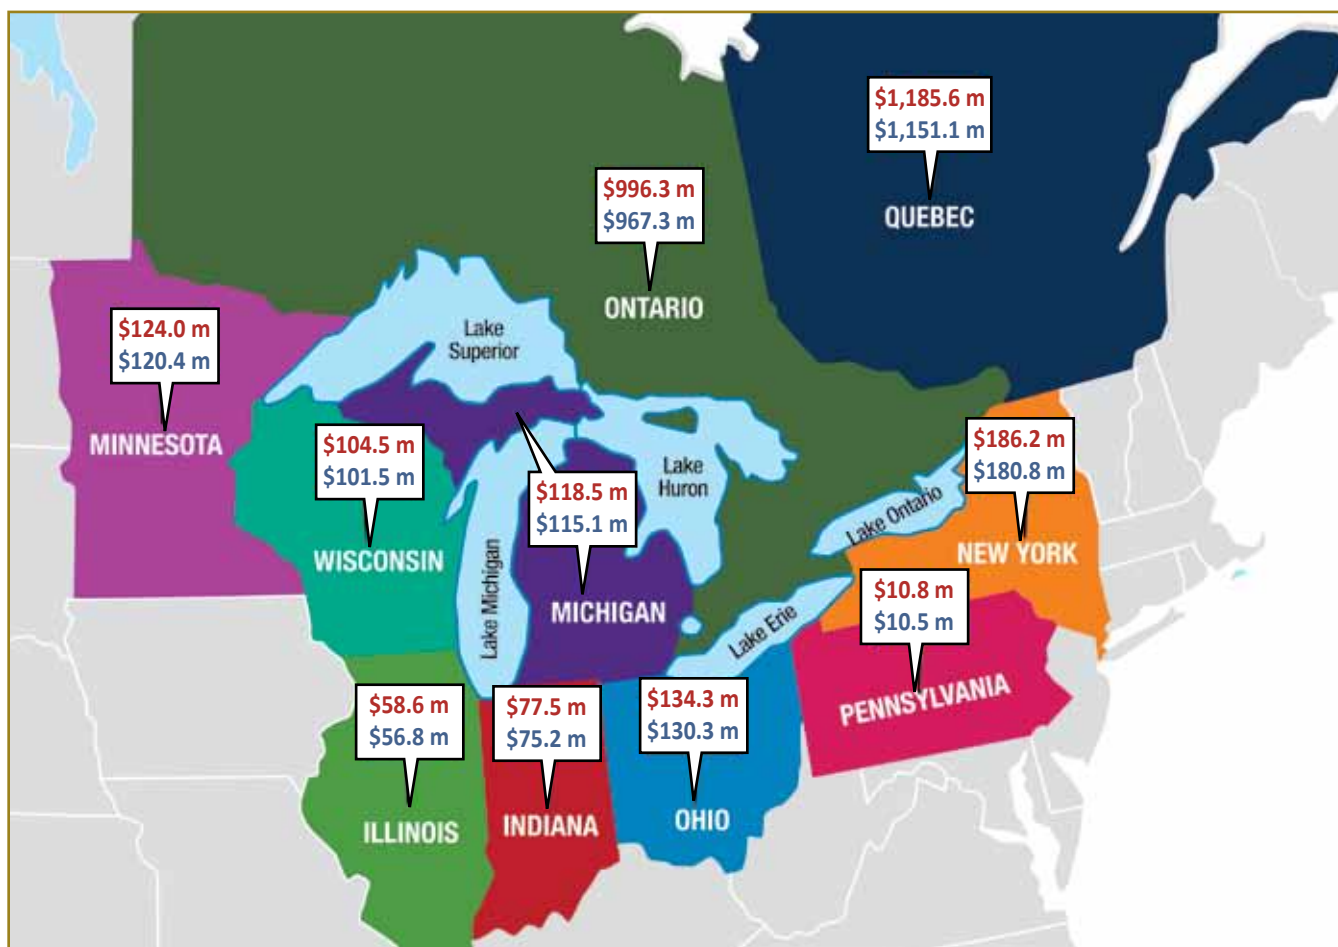 $1,185.6 m
$1,151.1 m
QUEBEC
$996.3 m
$967.3 m
ONTARIO
$124.0 m
$120.4 m
MINNESOTA
Lake
Superior
$104.5 m
$101.5 m
WISCONSIN
$118.5 m
$115.1 m
MICHIGAN
Lake
Huron
Lake Michigan
Lake Ontario
$186.2 m
$180.8 m
NEW YORK
Lake Erie
$10.8 m
$10.5 m
PENNSYLVANIA
$58.6 m
$56.8 m
ILLINOIS
$77.5 m
$75.2 m
INDIANA
$134.3 m
$130.3 m
OHIO